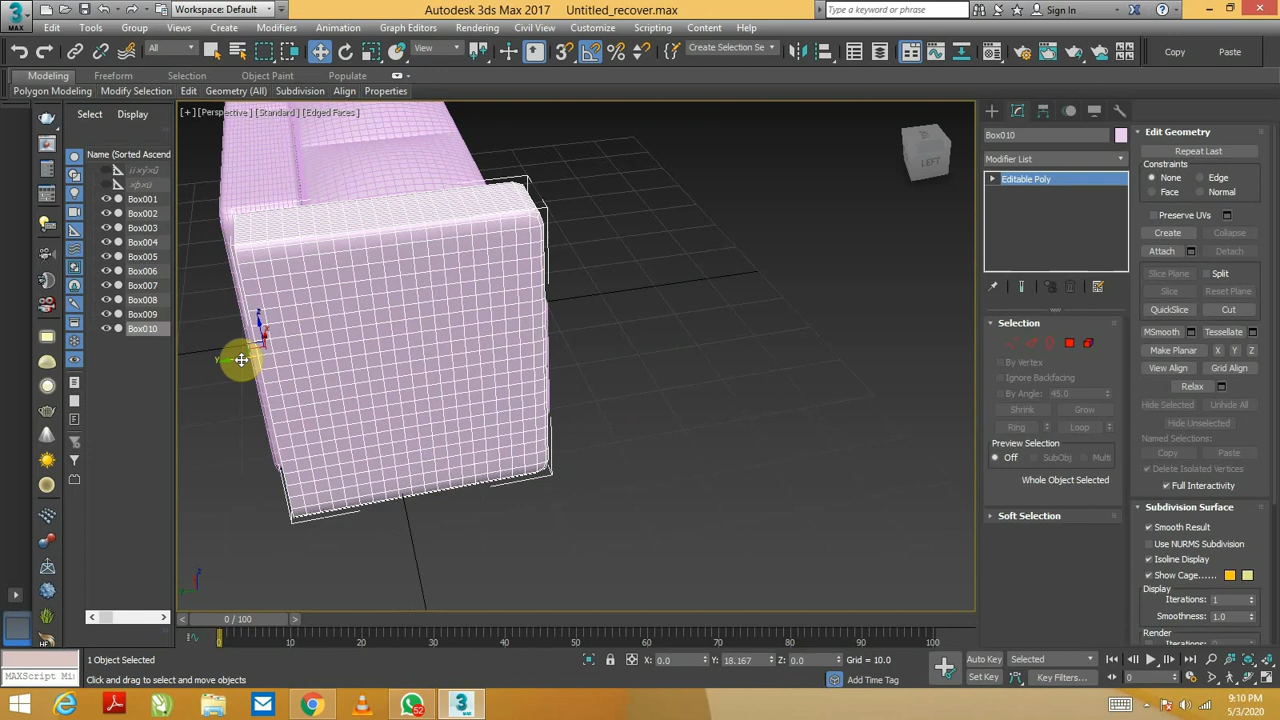 MAX
Workspace: Default
Autodesk 3ds Max 2017 Untitled_recover.max
Type a keyword or phrase
Sign In
Edit Tools Group Views Create Modifiers Animation Graph Editors Rendering Civil View Customize Scripting Content Help
All
View
Create Selection Se
Copy Paste
Modeling Freeform Selection Object Paint Populate
Polygon Modeling Modify Selection Edit Geometry (All) Subdivision Align Properties
Select Display
Name (Sorted Ascend
Box001
Box002
Box003
Box004
Box005
Box006
Box007
Box008
Box009
Box010
[+] [Perspective] [Standard] [Edged Faces]
LEFT
y
z
Box010
Modifier List
Editable Poly
Selection
By Vertex
Ignore Backfacing
By Angle: 45.0
Shrink Grow
Ring Loop
Preview Selection
Off SubObj Multi
Whole Object Selected
Soft Selection
Edit Geometry
Repeat Last
Constraints
None Edge
Face Normal
Preserve UVs
Create Collapse
Attach Detach
Slice Plane Split
Slice Reset Plane
QuickSlice Cut
MSmooth Tessellate
Make Planar X Y Z
View Align Grid Align
Relax
Hide Selected Unhide All
Hide Unselected
Named Selections:
Copy Paste
Delete Isolated Vertices
Full Interactivity
Subdivision Surface
Smooth Result
Use NURMS Subdivision
Isoline Display
Show Cage......
Display
Iterations: 1
Smoothness: 1.0
Render
0 / 100
0 10 20 30 40 50 60 70 80 90 100
1 Object Selected
X: 0.0 Y: 18.167 Z: 0.0 Grid = 10.0
Auto Key Selected
MAXScript Mi
Click and drag to select and move objects
Add Time Tag
Set Key Key Filters...
0
52
MAX
9:10 PM
5/3/2020